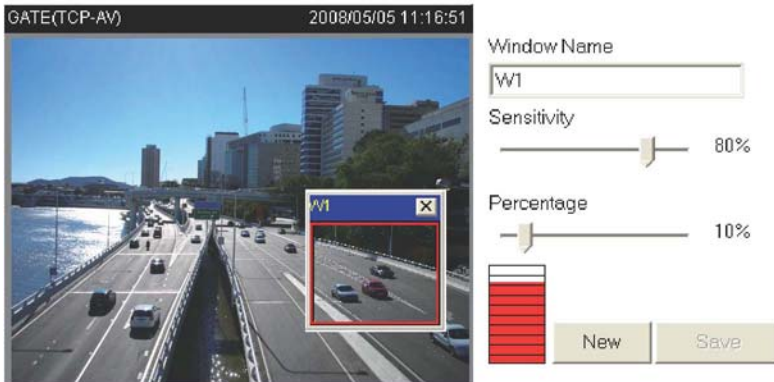 GATE(TCP-AV) 2008/05/05 11:16:51
Window Name
W1
Sensitivity
80%
W1
Percentage
10%
New
Save